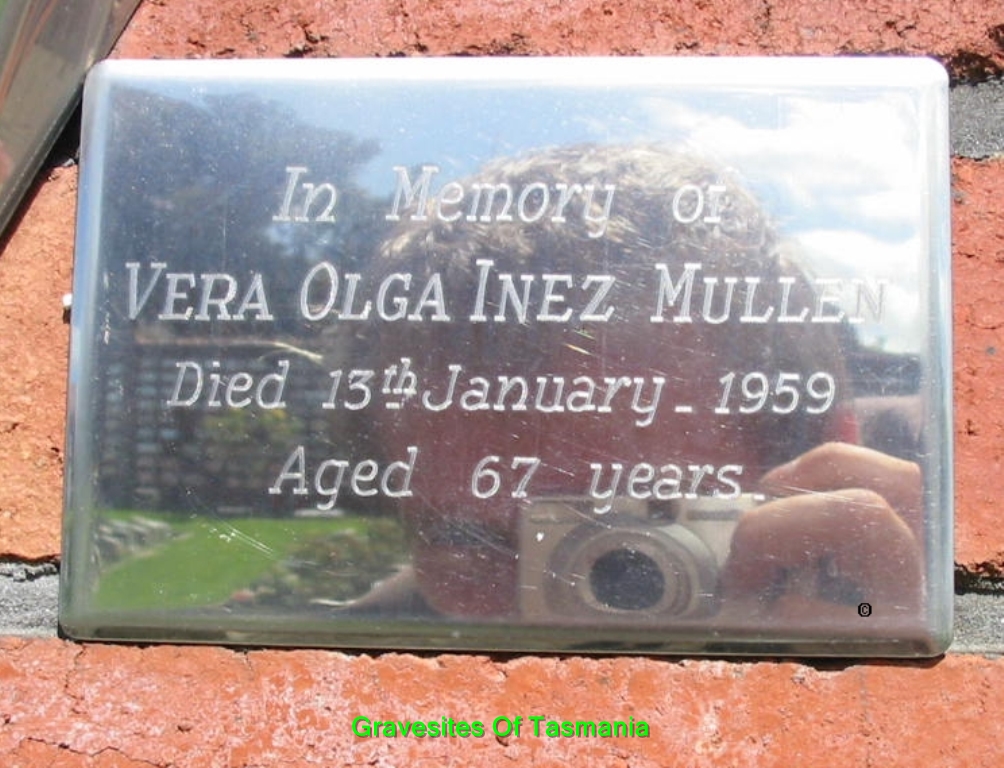 In Memory of
VERA OLGA INEZ MULLEN
Died 13th January _ 1959
Aged 67 years.
©
Gravesites Of Tasmania